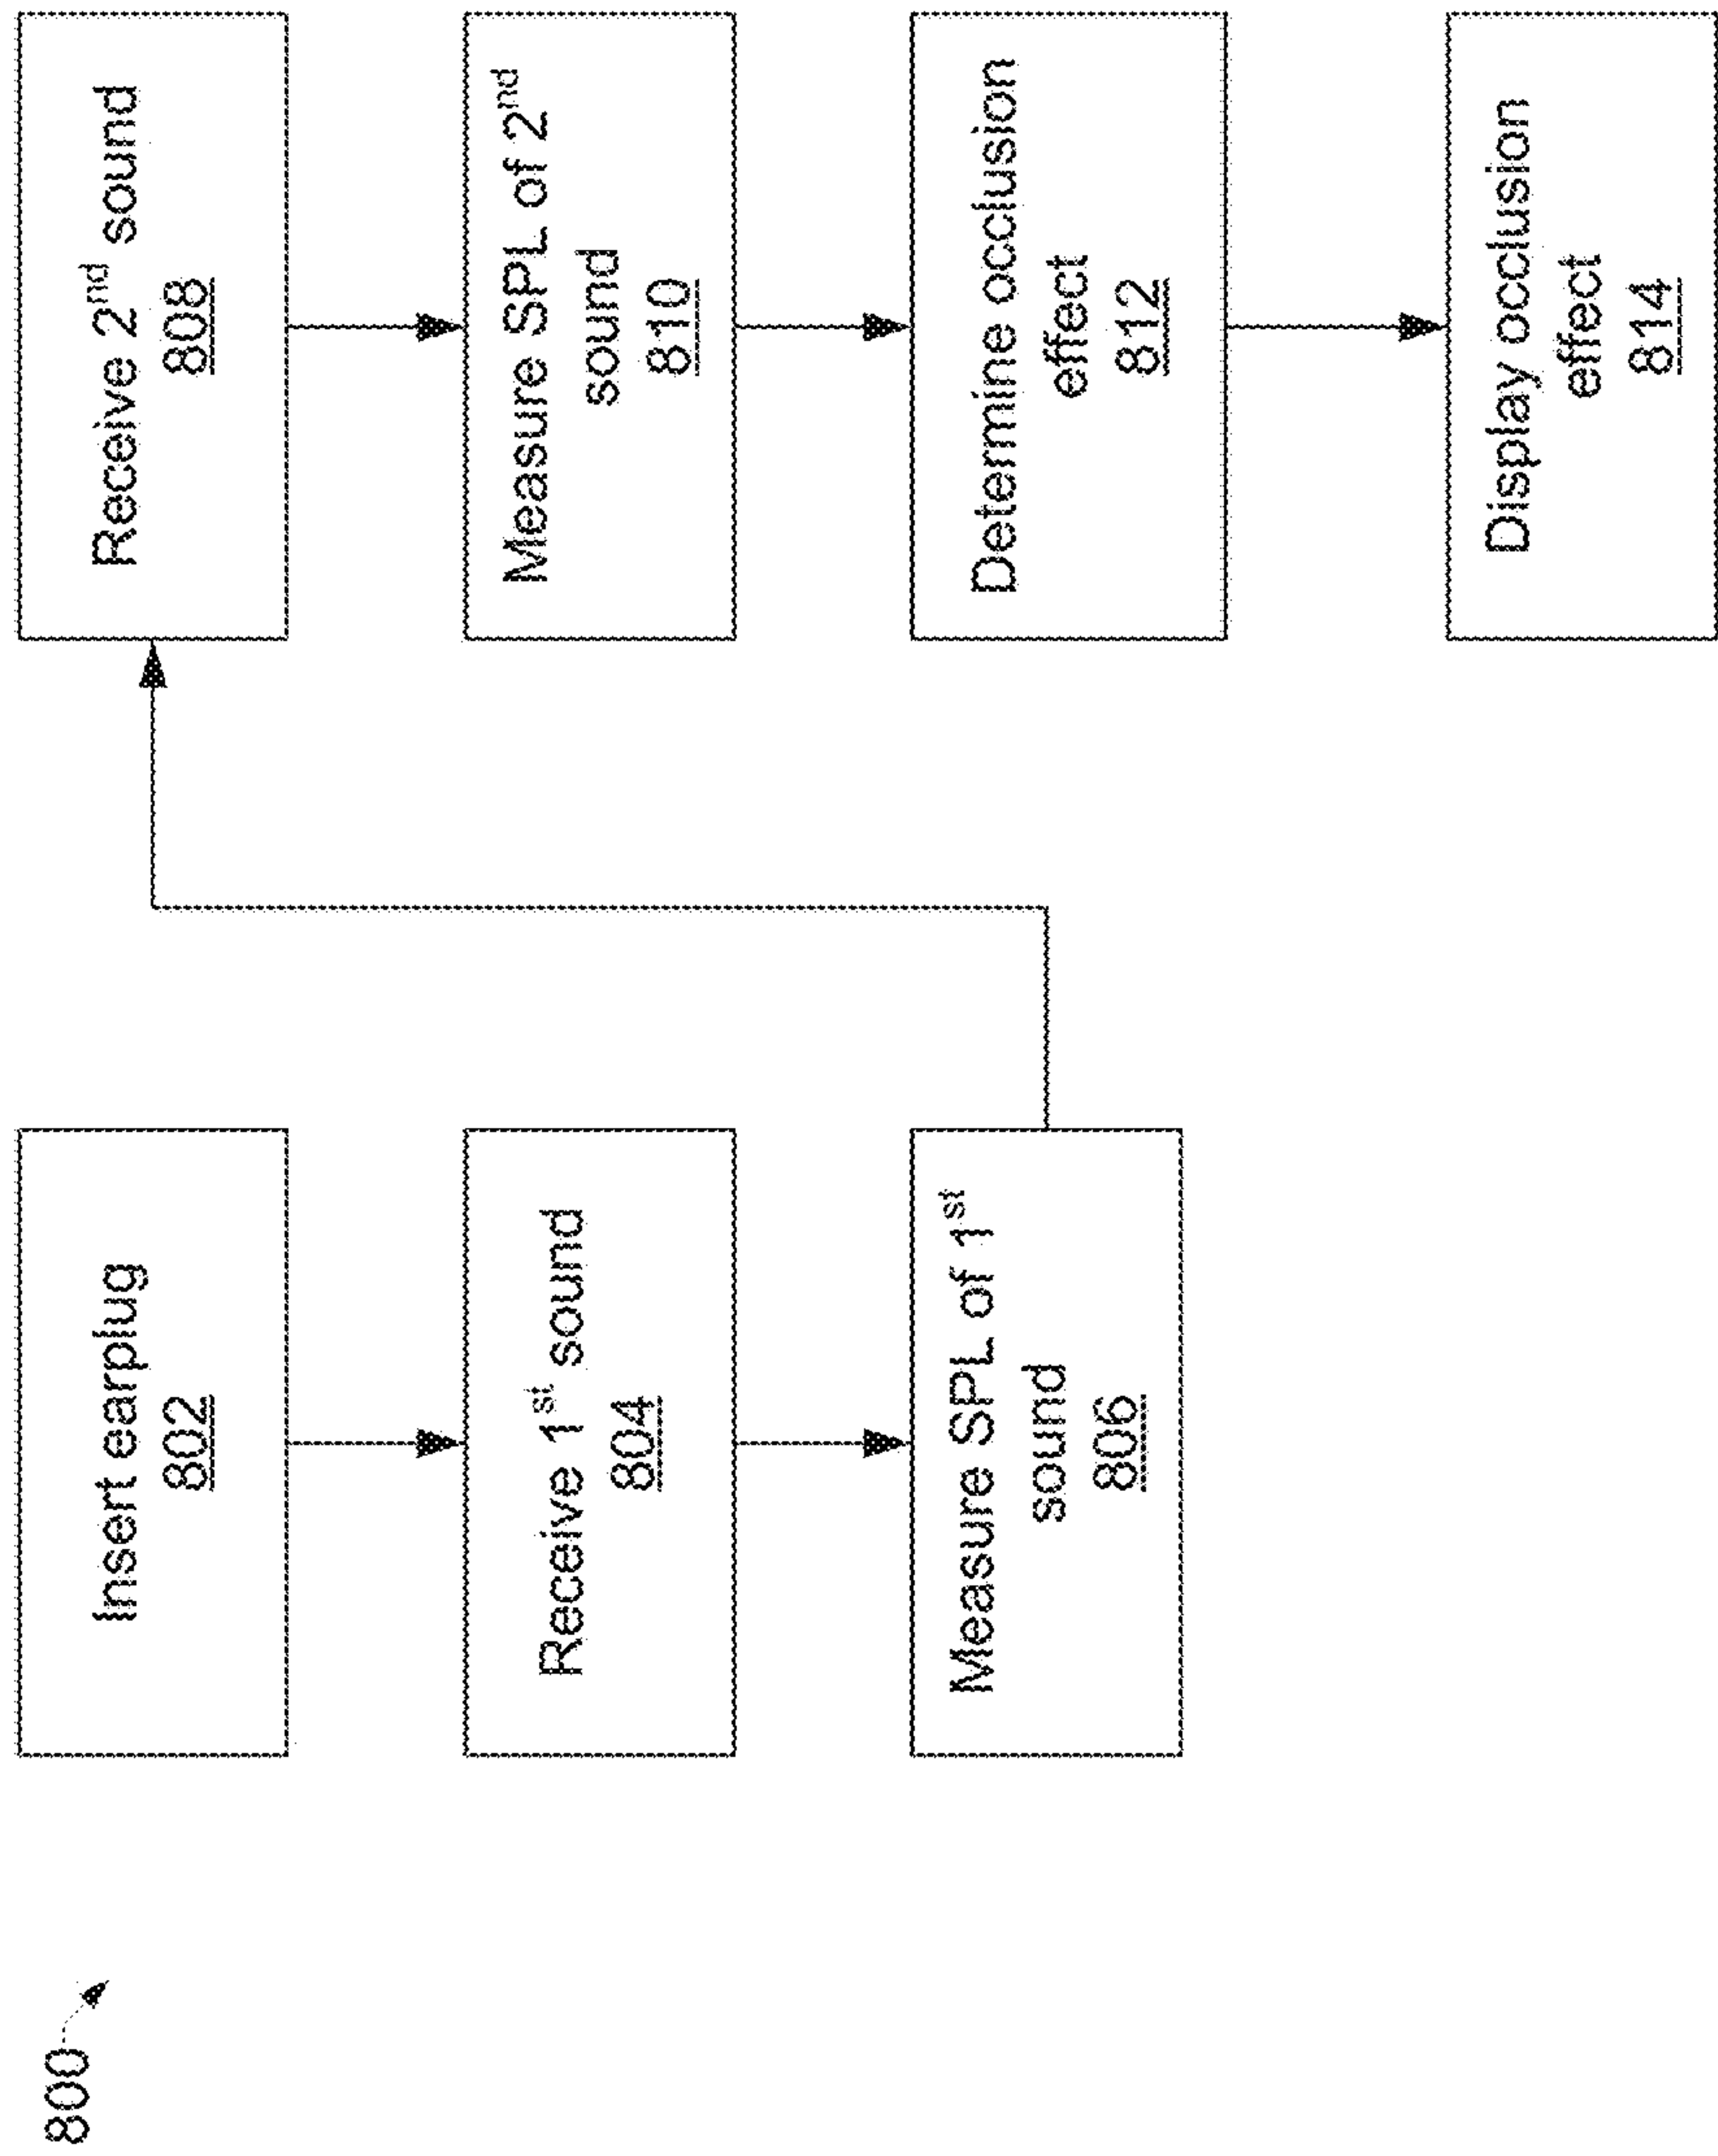 800
Insert earplug
802
Receive 1st sound
804
Measure SPL of 1st
sound
806
Receive 2nd sound
808
Measure SPL of 2nd
sound
810
Determine occlusion
effect
812
Display occlusion
effect
814